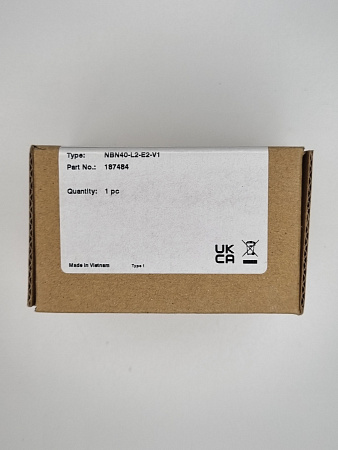 Type: NBN40-L2-E2-V1
Part No.: 187484
Quantity: 1 pc
UK
CA
Made in Vietnam Type I